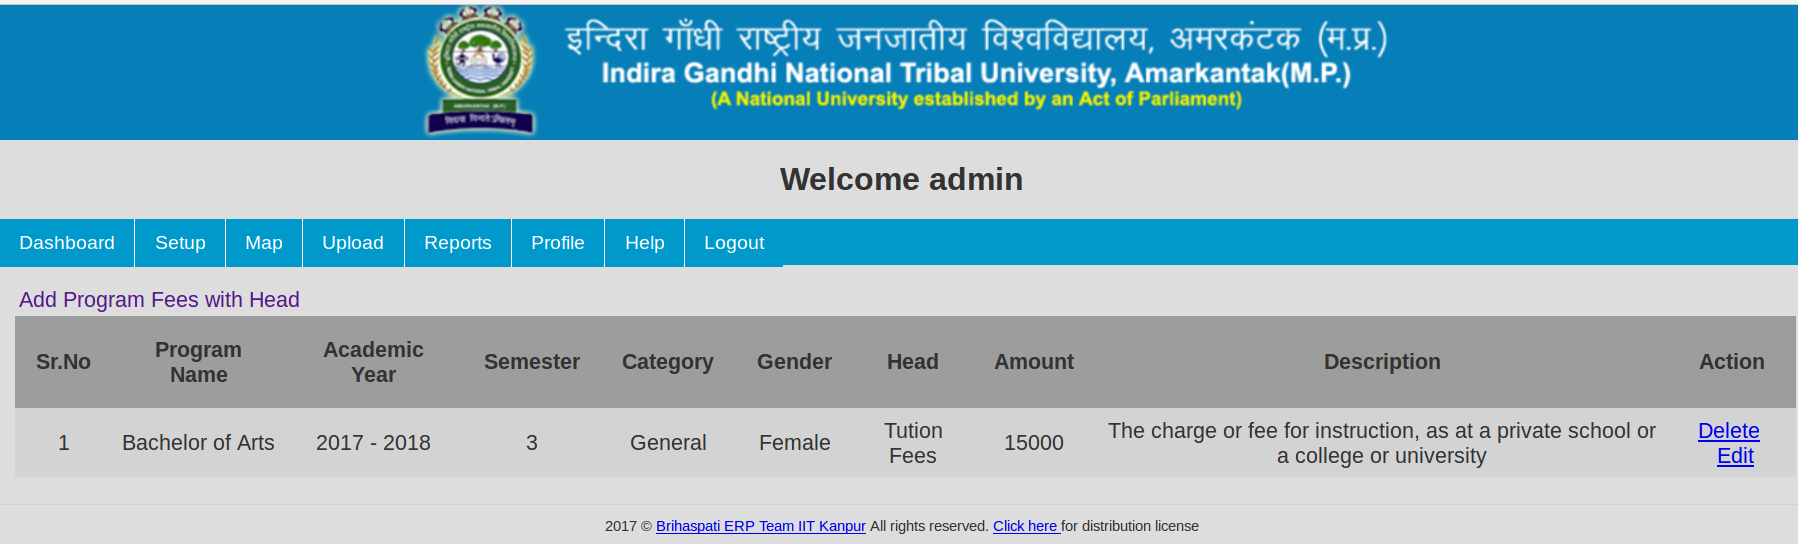 इन्दिरा गाँधी राष्ट्रीय जनजातीय विश्वविद्यालय, अमरकंटक (म.प्र.)
Indira Gandhi National Tribal University, Amarkantak(M.P.)
(A National University established by an Act of Parliament)
Welcome admin
Dashboard Setup Map Upload Reports Profile Help Logout
Add Program Fees with Head
Sr.No Program Name Academic Year Semester Category Gender Head Amount Description Action
1 Bachelor of Arts 2017 - 2018 3 General Female Tution Fees 15000 The charge or fee for instruction, as at a private school or a college or university Delete Edit
2017 © Brihaspati ERP Team IIT Kanpur All rights reserved. Click here for distribution license